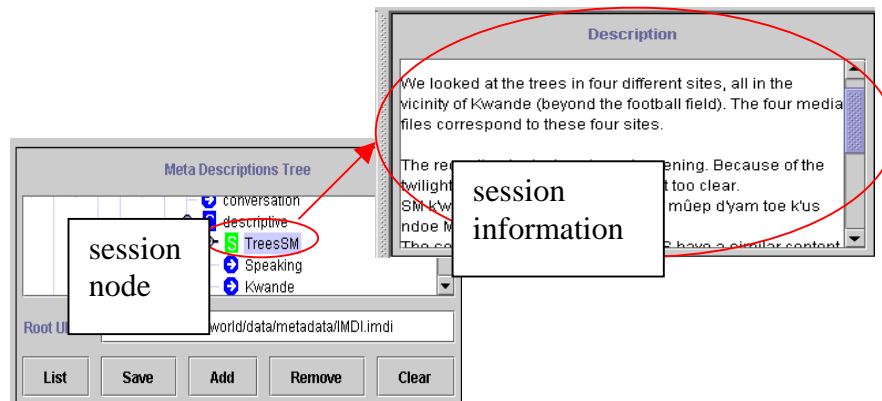 Description
We looked at the trees in four different sites, all in the
vicinity of Kwande (beyond the football field). The four media
files correspond to these four sites.
The ening. Because of the
twilight too clear.
SM k'w mûep d'yam toe k'us
ndoe
have a similar content
session
information
Meta Descriptions Tree
conversation
descriptive
S TreesSM
Speaking
Kwande
session
node
Root U world/data/metadata/IMDI.imdi
List Save Add Remove Clear